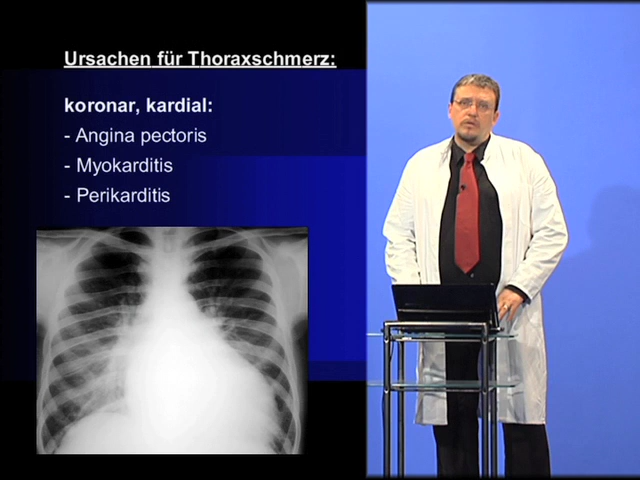 Ursachen für Thoraxschmerz:
koronar, kardial:
- Angina pectoris
- Myokarditis
- Perikarditis